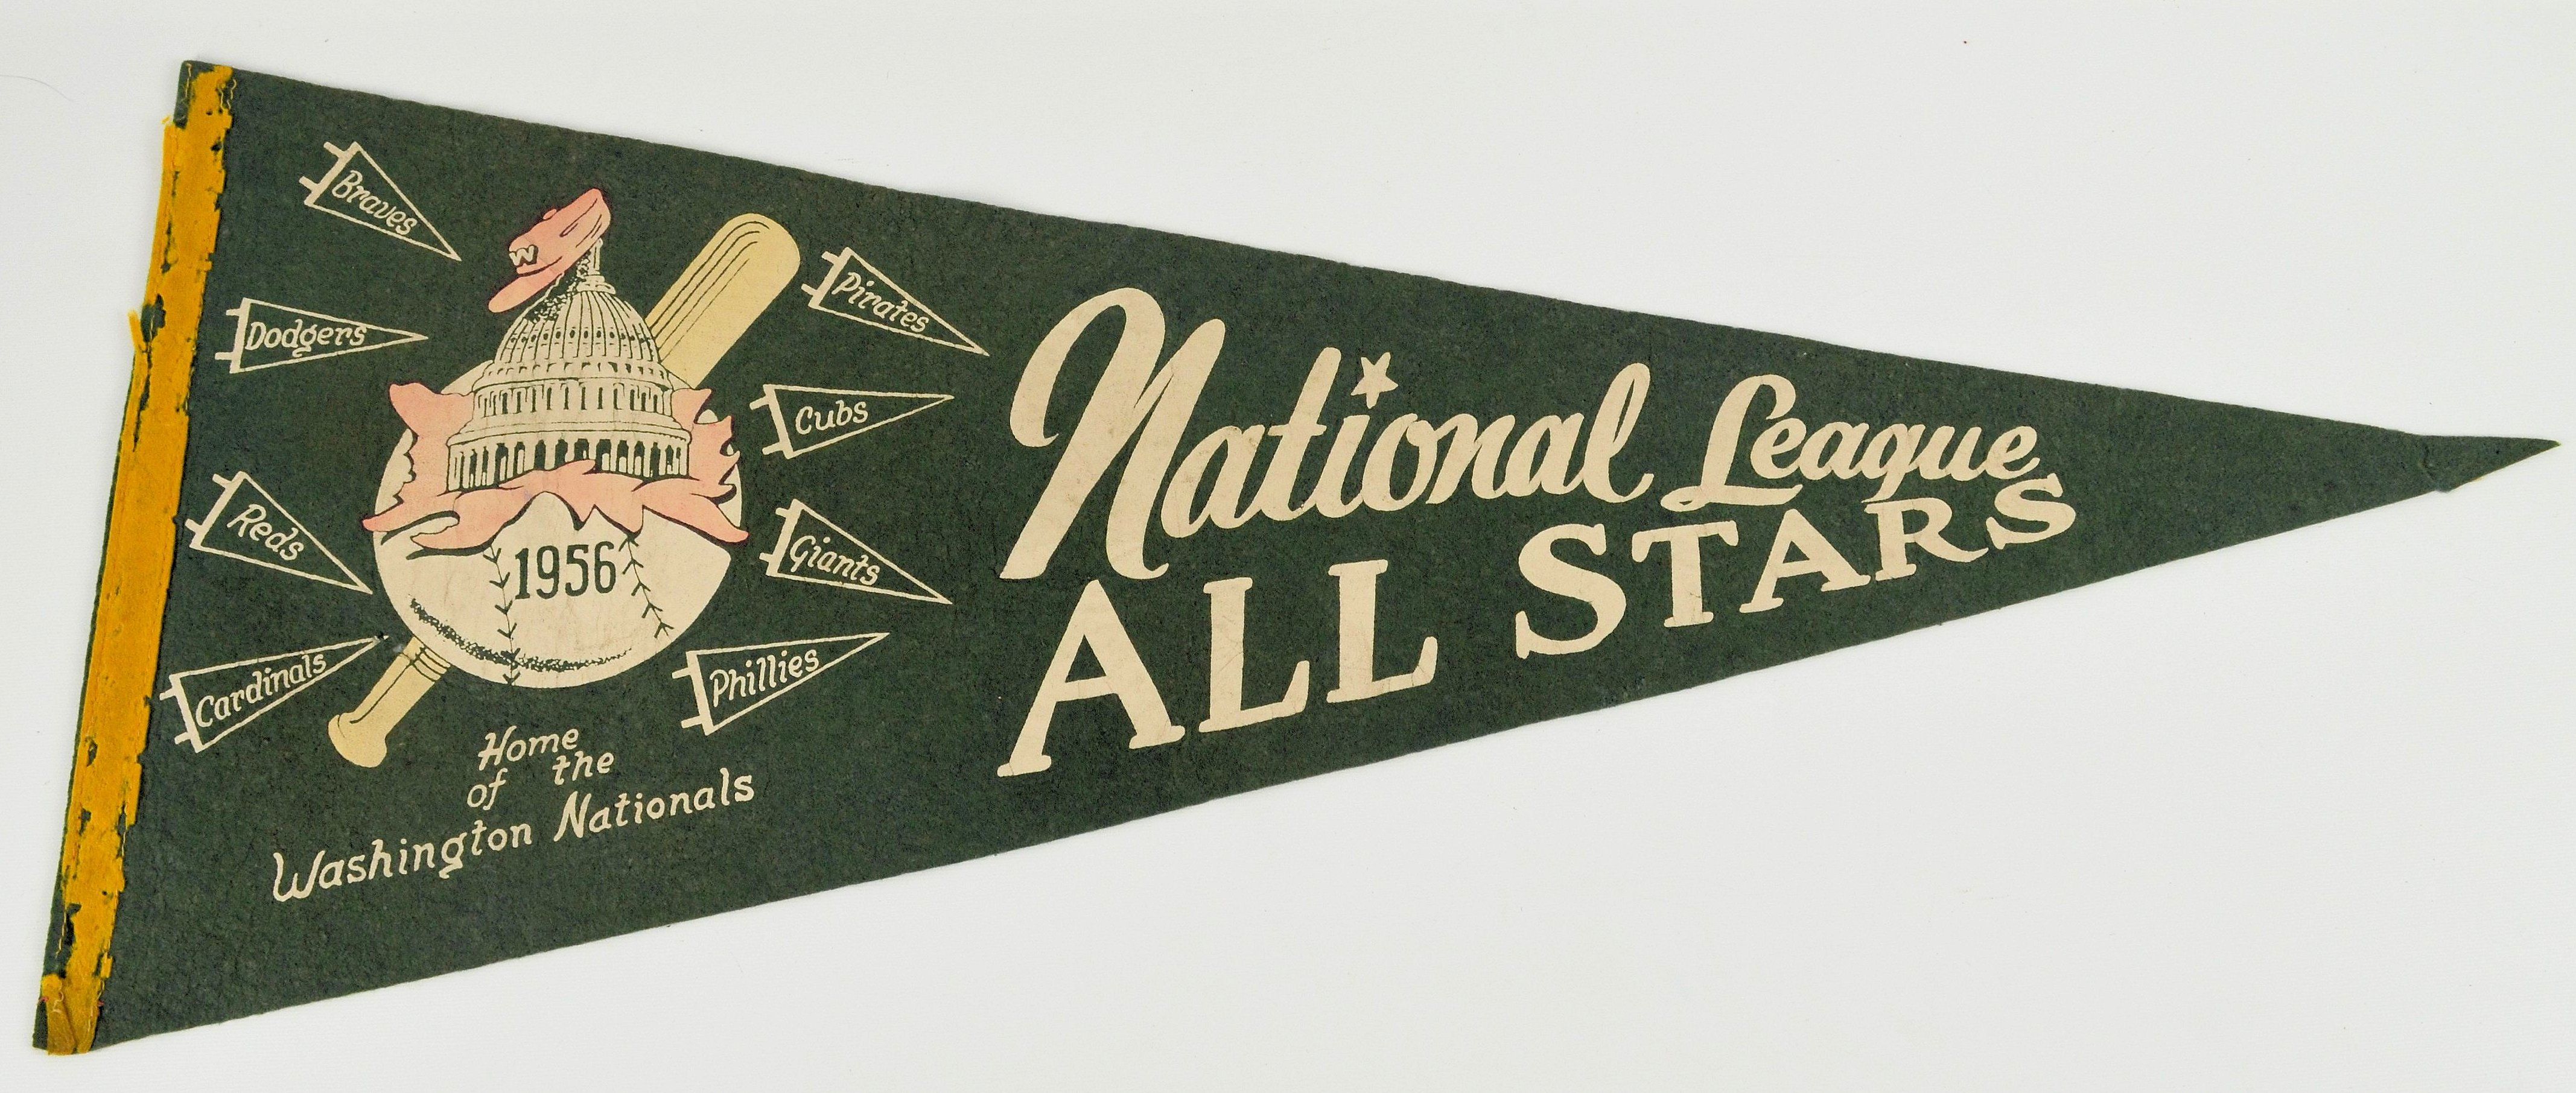 Braves
Dodgers
Reds
Cardinals
W
1956
Pirates
Cubs
Giants
Phillies
Home
of the
Washington Nationals
National League
ALL STARS